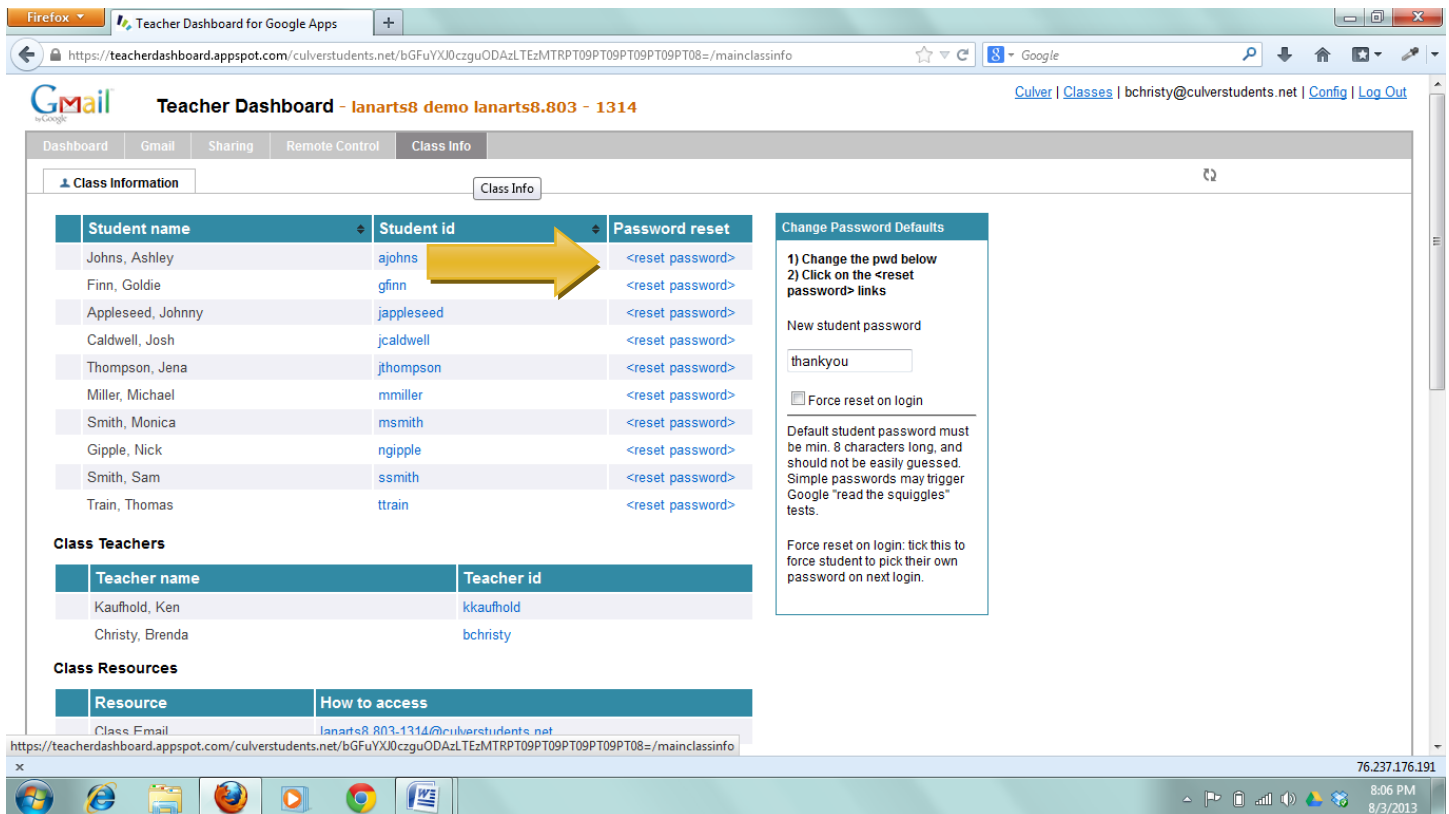 Firefox
Teacher Dashboard for Google Apps
https://teacherdashboard.appspot.com/culverstudents.net/bGFuYXJ0czguODAzLTEzMTRPT09PT09PT09PT09PT08=/mainclassinfo
Google
GMail
by Google
Teacher Dashboard - lanarts8 demo lanarts8.803 - 1314
Culver | Classes | bchristy@culverstudents.net | Config | Log Out
Dashboard Gmail Sharing Remote Control Class Info
Class Information
Class Info
Student name Student id Password reset
Johns, Ashley ajohns <reset password>
Finn, Goldie gfinn <reset password>
Appleseed, Johnny jappleseed <reset password>
Caldwell, Josh jcaldwell <reset password>
Thompson, Jena jthompson <reset password>
Miller, Michael mmiller <reset password>
Smith, Monica msmith <reset password>
Gipple, Nick ngipple <reset password>
Smith, Sam ssmith <reset password>
Train, Thomas ttrain <reset password>
Change Password Defaults
1) Change the pwd below
2) Click on the <reset
password> links
New student password
thankyou
Force reset on login
Default student password must
be min. 8 characters long, and
should not be easily guessed.
Simple passwords may trigger
Google "read the squiggles"
tests.
Force reset on login: tick this to
force student to pick their own
password on next login.
Class Teachers
Teacher name Teacher id
Kaufhold, Ken kkaufhold
Christy, Brenda bchristy
Class Resources
Resource How to access
Class Email lanarts8.803-1314@culverstudents.net
https://teacherdashboard.appspot.com/culverstudents.net/bGFuYXJ0czguODAzLTEzMTRPT09PT09PT09PT09PT08=/mainclassinfo
76.237.176.191
8:06 PM
8/3/2013